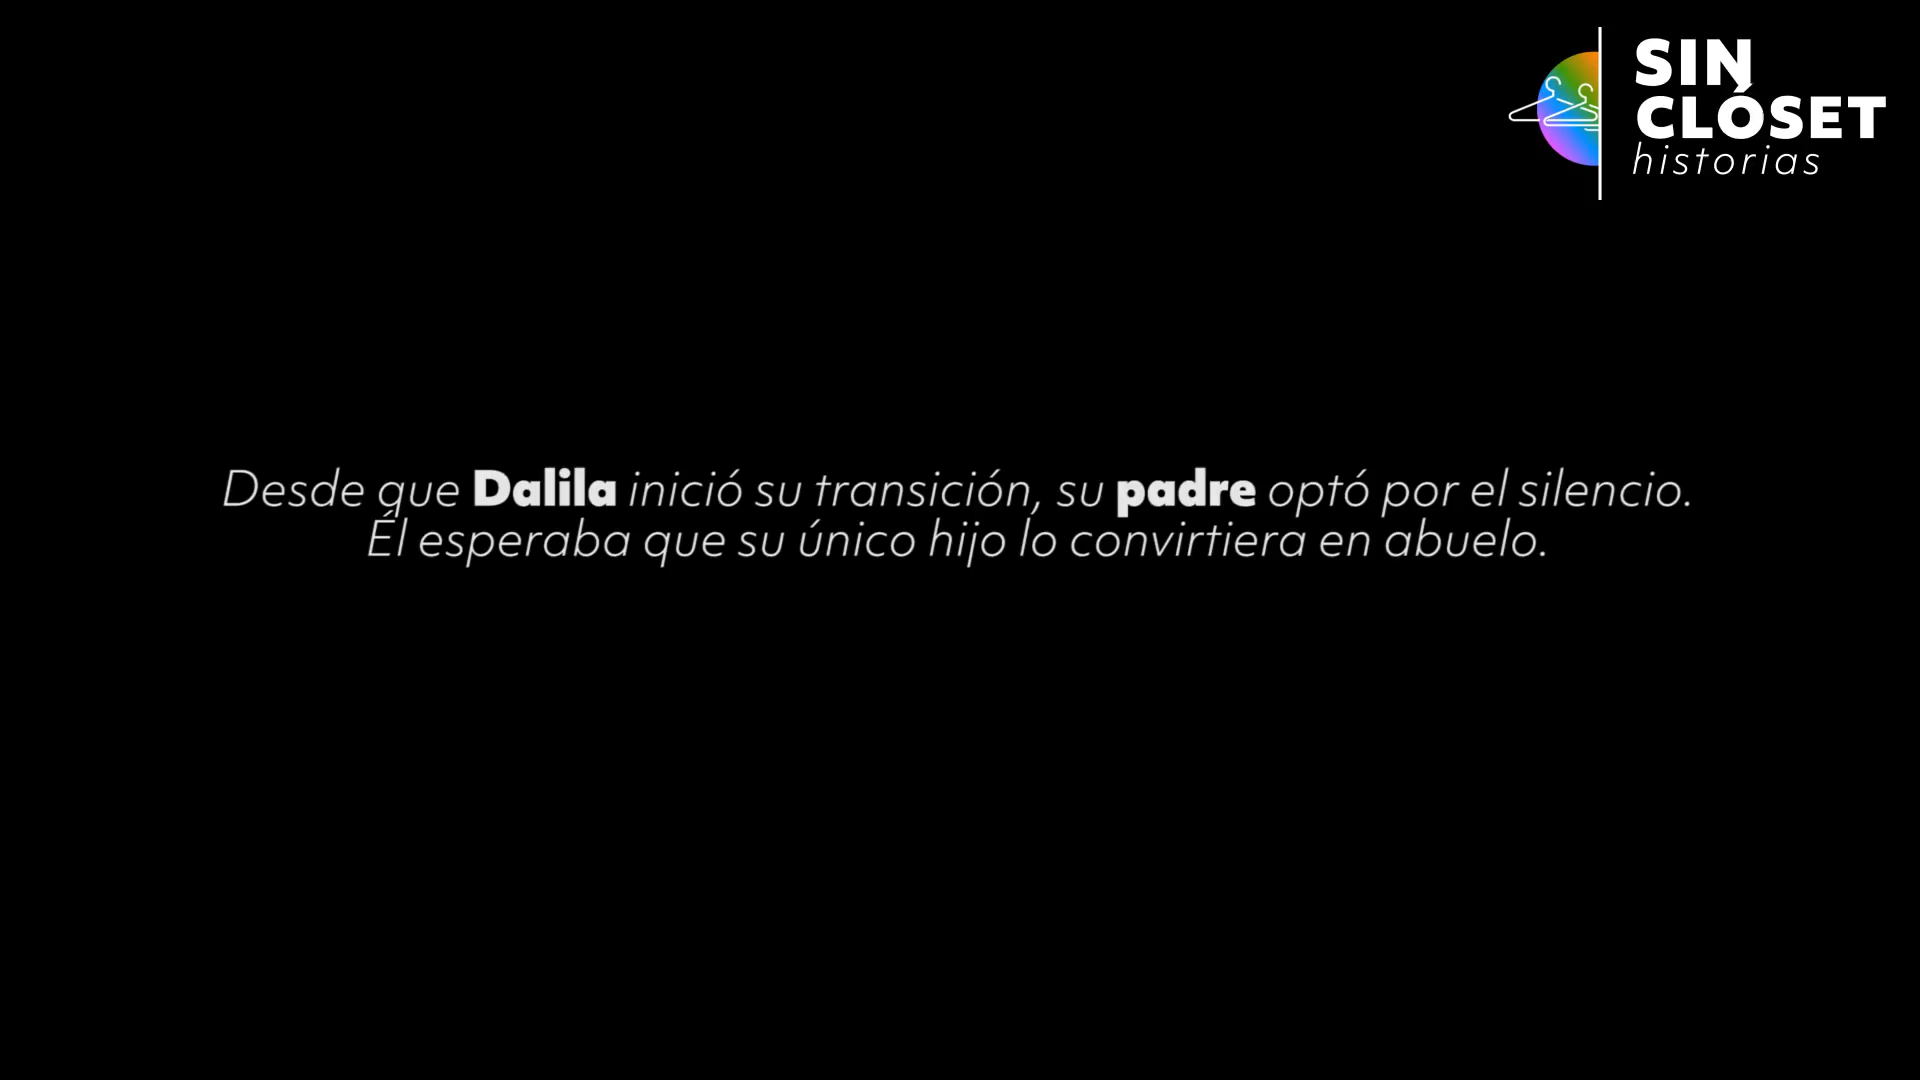 SIN
CLÓSET
historias
Desde que Dalila inició su transición, su padre optó por el silencio.
Él esperaba que su único hijo lo convirtiera en abuelo.